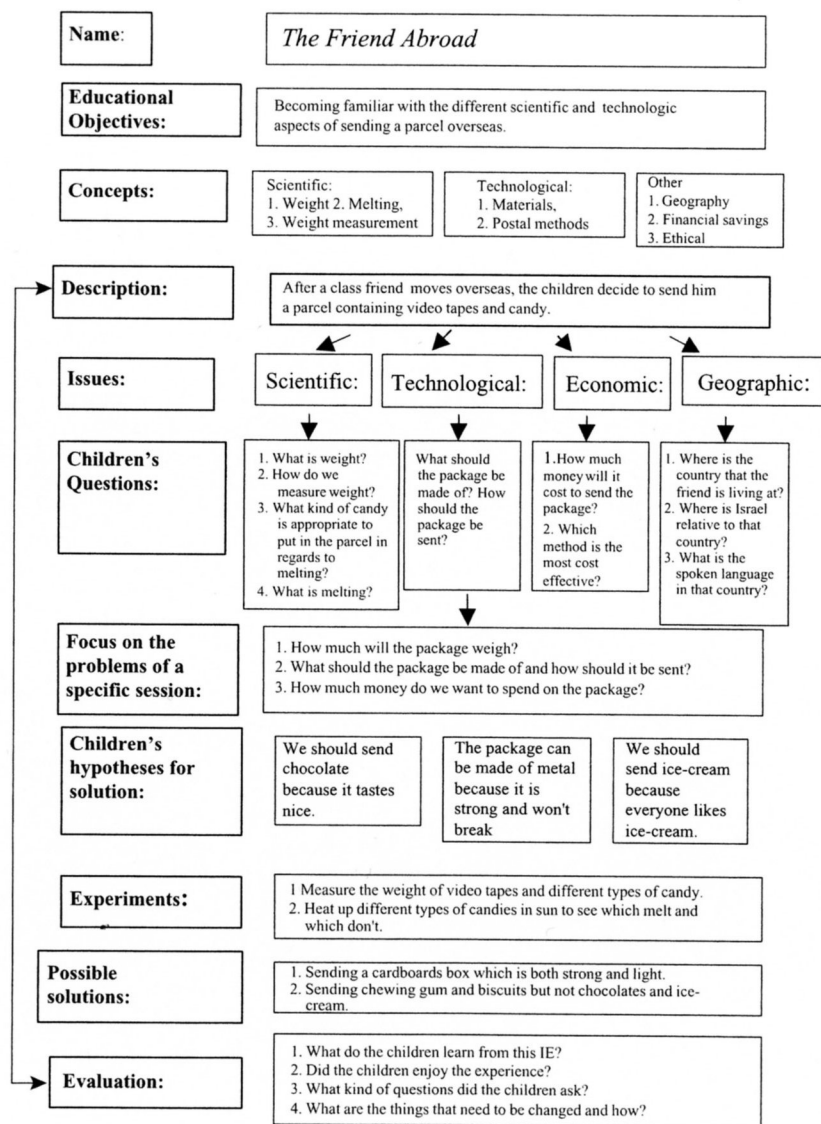 Name:
The Friend Abroad
Educational
Objectives:
Becoming familiar with the different scientific and technologic
aspects of sending a parcel overseas.
Concepts:
Scientific:
1. Weight 2. Melting,
3. Weight measurement
Technological:
1. Materials,
2. Postal methods
Other
1. Geography
2. Financial savings
3. Ethical
Description:
After a class friend moves overseas, the children decide to send him
a parcel containing video tapes and candy.
Issues:
Scientific:
Technological:
Economic:
Geographic:
Children's
Questions:
1. What is weight?
2. How do we
measure weight?
3. What kind of candy
is appropriate to
put in the parcel in
regards to
melting?
4. What is melting?
What should
the package be
made of? How
should the
package be
sent?
1.How much
money will it
cost to send the
package?
2. Which
method is the
most cost
effective?
1. Where is the
country that the
friend is living at?
2. Where is Israel
relative to that
country?
3. What is the
spoken language
in that country?
Focus on the
problems of a
specific session:
1. How much will the package weigh?
2. What should the package be made of and how should it be sent?
3. How much money do we want to spend on the package?
Children's
hypotheses for
solution:
We should send
chocolate
because it tastes
nice.
The package can
be made of metal
because it is
strong and won't
break
We should
send ice-cream
because
everyone likes
ice-cream.
Experiments:
1 Measure the weight of video tapes and different types of candy.
2. Heat up different types of candies in sun to see which melt and
which don't.
Possible
solutions:
1. Sending a cardboards box which is both strong and light.
2. Sending chewing gum and biscuits but not chocolates and ice-
cream.
Evaluation:
1. What do the children learn from this IE?
2. Did the children enjoy the experience?
3. What kind of questions did the children ask?
4. What are the things that need to be changed and how?